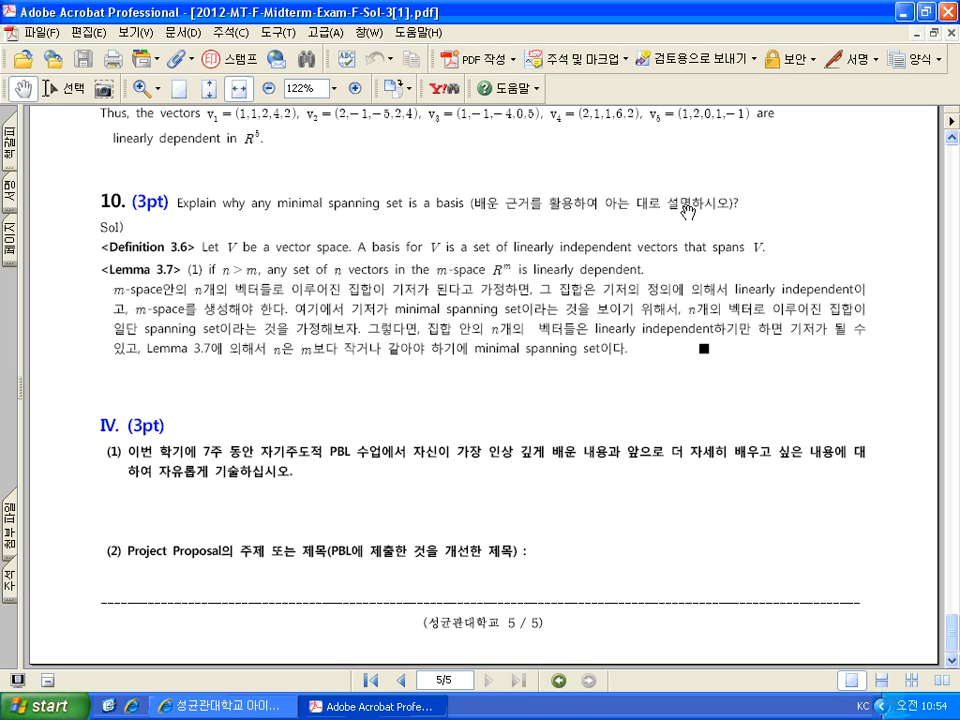 Adobe Acrobat Professional - [2012-MT-F-Midterm-Exam-F-Sol-3[1].pdf]
파일(F) 편집(E) 보기(V) 문서(D) 주석(C) 도구(T) 고급(A) 창(W) 도움말(H)
스탬프 PDF 작성 주석 및 마크업 검토용으로 보내기 보안 서명 양식
선택 122% Y! 도움말
책갈피
서명
페이지
첨부 파일
주석
Thus, the vectors v₁ = (1,1,2,4,2), v₂ = (2,−1,−5,2,4), v₃ = (1,−1,−4,0,5), v₄ = (2,1,1,6,2), v₅ = (1,2,0,1,−1) are
linearly dependent in R⁵.
10. (3pt) Explain why any minimal spanning set is a basis (배운 근거를 활용하여 아는 대로 설명하시오)?
Sol)
<Definition 3.6> Let V be a vector space. A basis for V is a set of linearly independent vectors that spans V.
<Lemma 3.7> (1) if n > m, any set of n vectors in the m-space Rᵐ is linearly dependent.
m-space안의 n개의 벡터들로 이루어진 집합이 기저가 된다고 가정하면, 그 집합은 기저의 정의에 의해서 linearly independent이
고, m-space를 생성해야 한다. 여기에서 기저가 minimal spanning set이라는 것을 보이기 위해서, n개의 벡터로 이루어진 집합이
일단 spanning set이라는 것을 가정해보자. 그렇다면, 집합 안의 n개의 벡터들은 linearly independent하기만 하면 기저가 될 수
있고, Lemma 3.7에 의해서 n은 m보다 작거나 같아야 하기에 minimal spanning set이다. ■
Ⅳ. (3pt)
(1) 이번 학기에 7주 동안 자기주도적 PBL 수업에서 자신이 가장 인상 깊게 배운 내용과 앞으로 더 자세히 배우고 싶은 내용에 대
하여 자유롭게 기술하십시오.
(2) Project Proposal의 주제 또는 제목(PBL에 제출한 것을 개선한 제목) :
(성균관대학교 5 / 5)
5/5
start 성균관대학교 아이... Adobe Acrobat Profe... KC 오전 10:54